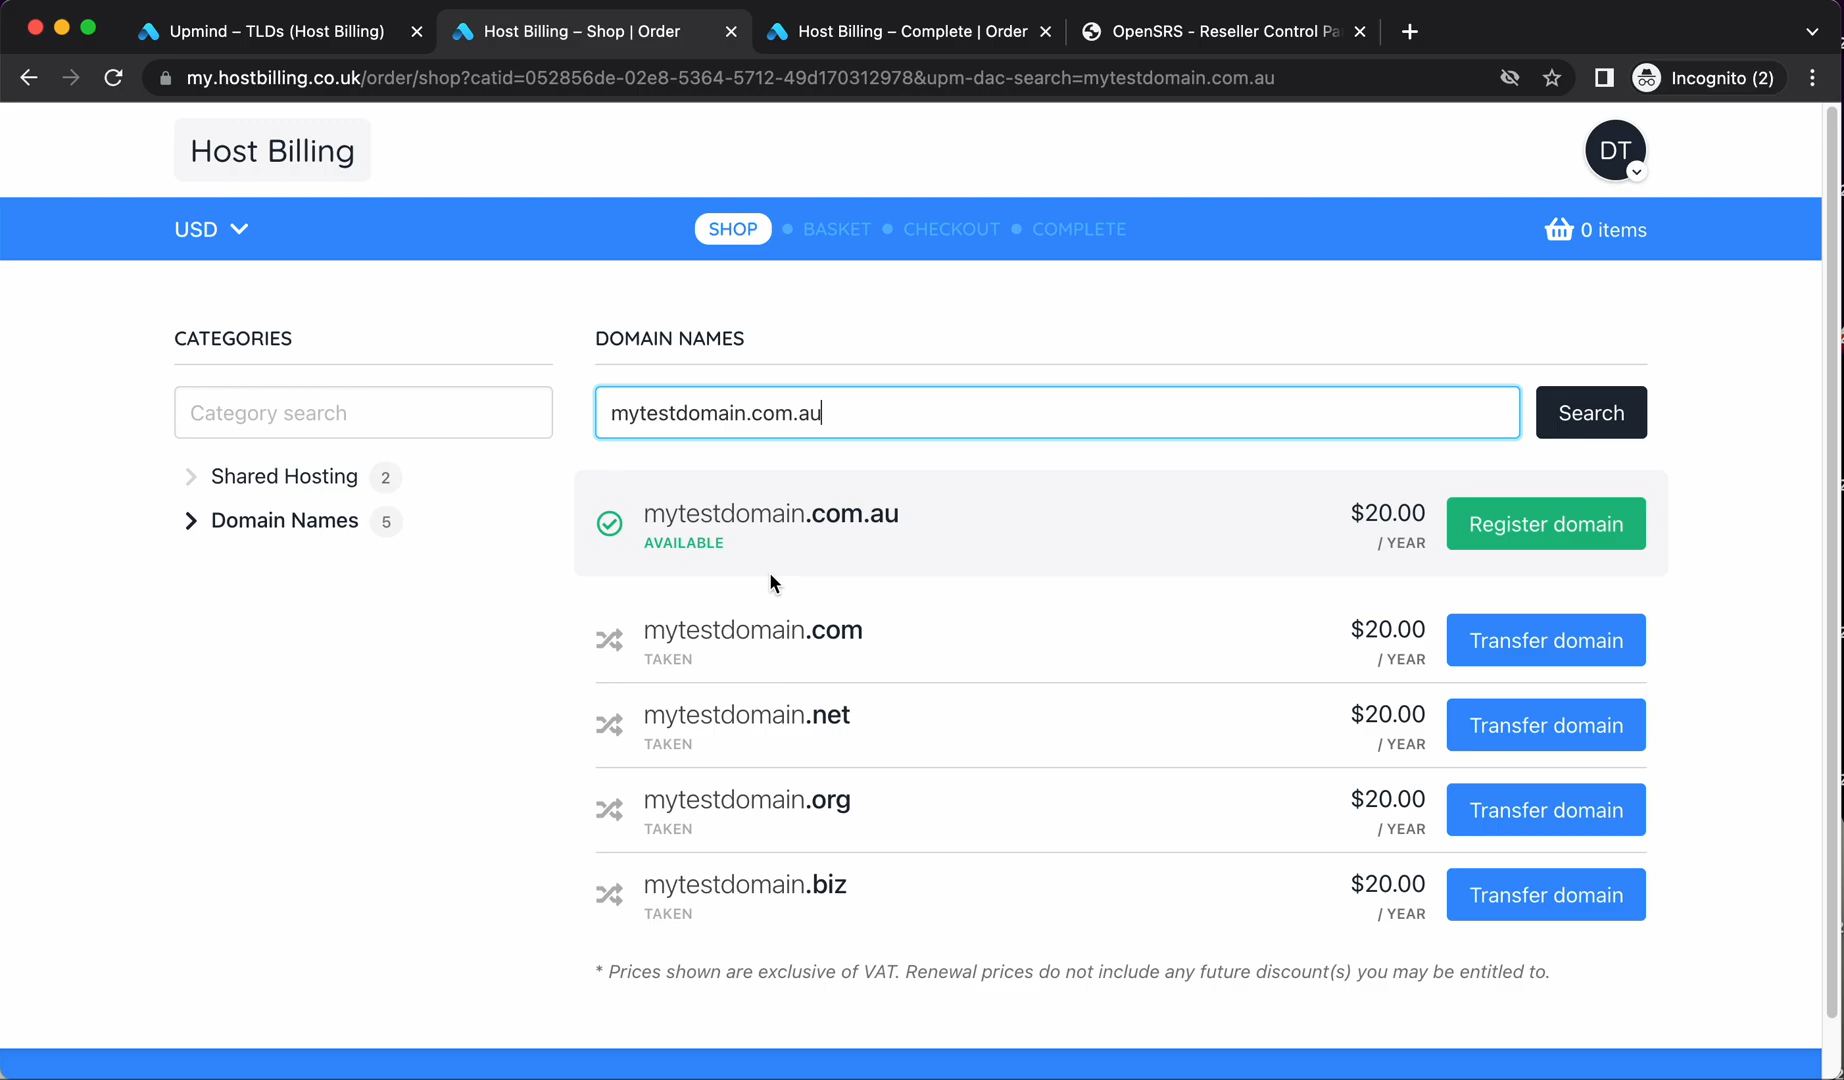 Upmind – TLDs (Host Billing)
Host Billing – Shop | Order
Host Billing – Complete | Order
OpenSRS - Reseller Control Pa
my.hostbilling.co.uk/order/shop?catid=052856de-02e8-5364-5712-49d170312978&upm-dac-search=mytestdomain.com.au
Incognito (2)
Host Billing
DT
USD
SHOP
BASKET
CHECKOUT
COMPLETE
0 items
CATEGORIES
Category search
Shared Hosting 2
Domain Names 5
DOMAIN NAMES
mytestdomain.com.au
Search
mytestdomain.com.au
AVAILABLE
$20.00
/ YEAR
Register domain
mytestdomain.com
TAKEN
$20.00
/ YEAR
Transfer domain
mytestdomain.net
TAKEN
$20.00
/ YEAR
Transfer domain
mytestdomain.org
TAKEN
$20.00
/ YEAR
Transfer domain
mytestdomain.biz
TAKEN
$20.00
/ YEAR
Transfer domain
* Prices shown are exclusive of VAT. Renewal prices do not include any future discount(s) you may be entitled to.